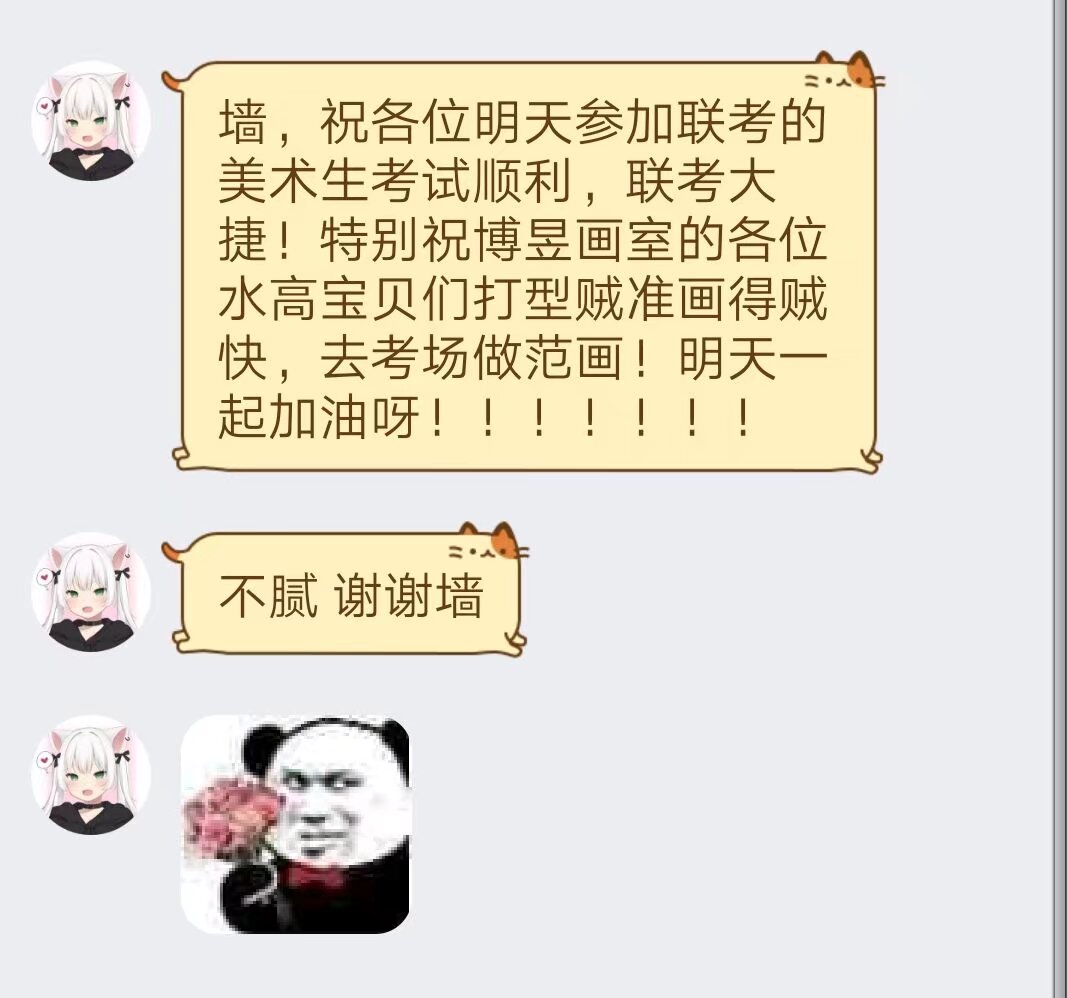 墙，祝各位明天参加联考的
美术生考试顺利，联考大
捷！特别祝博昱画室的各位
水高宝贝们打型贼准画得贼
快，去考场做范画！明天一
起加油呀！！！！！！！
不腻 谢谢墙